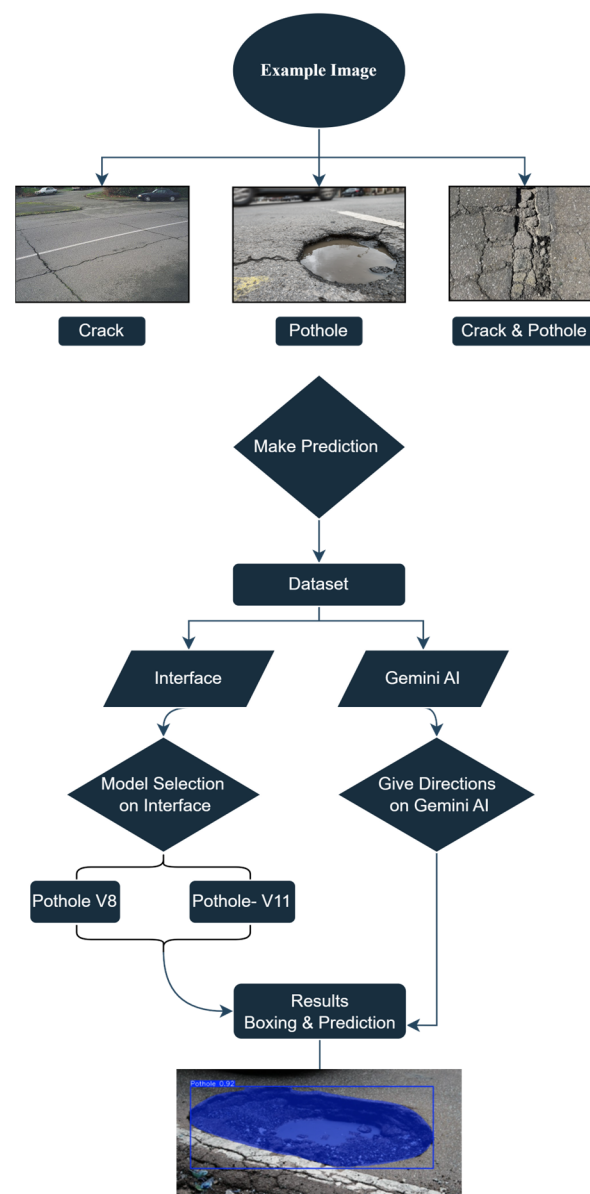 Example Image
Crack
Pothole
Crack & Pothole
Make Prediction
Dataset
Interface
Gemini AI
Model Selection
on Interface
Give Directions
on Gemini AI
Pothole V8
Pothole- V11
Results
Boxing & Prediction
Pothole 0.92